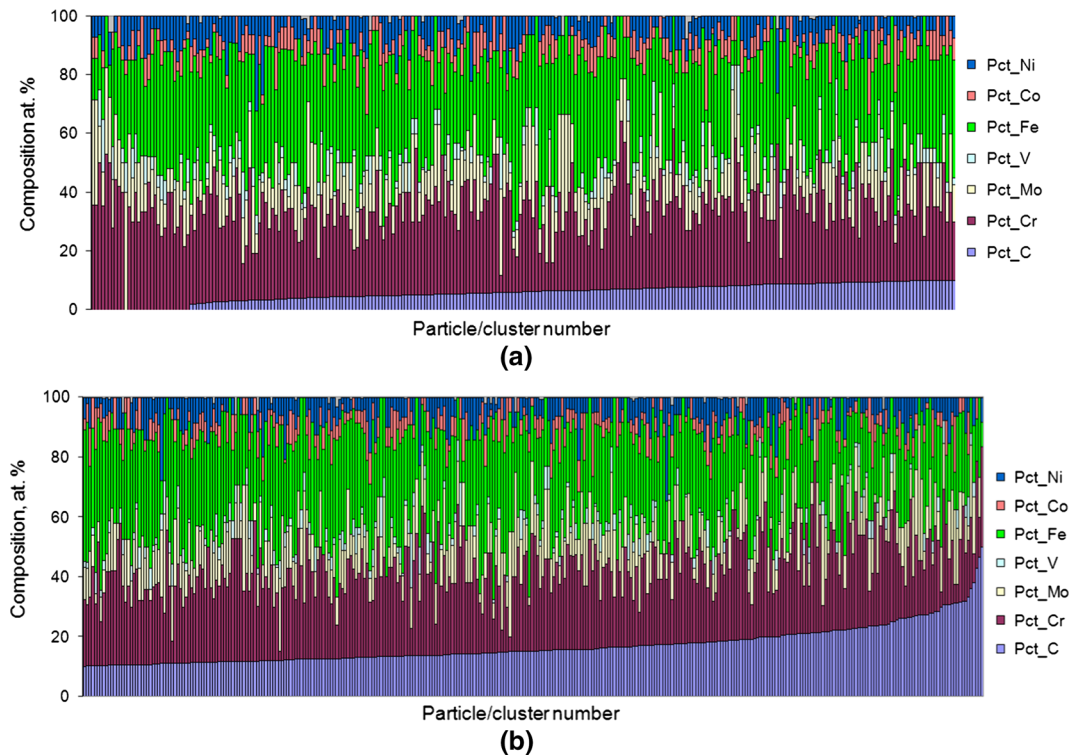 100
80
60
40
20
0
Composition at. %
Particle/cluster number
Pct_Ni
Pct_Co
Pct_Fe
Pct_V
Pct_Mo
Pct_Cr
Pct_C
(a)
100
80
60
40
20
0
Composition, at. %
Particle/cluster number
Pct_Ni
Pct_Co
Pct_Fe
Pct_V
Pct_Mo
Pct_Cr
Pct_C
(b)